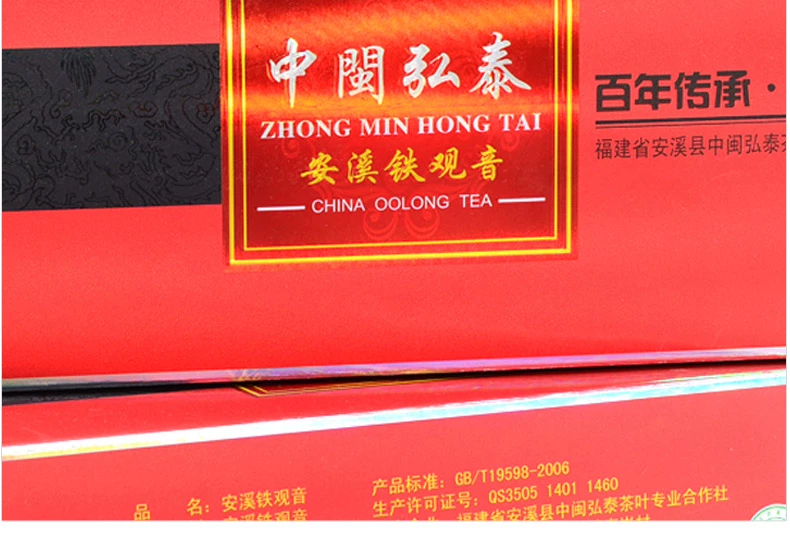 中閩弘泰
ZHONG MIN HONG TAI
安溪铁观音
CHINA OOLONG TEA
百年传承·
福建省安溪县中闽弘泰茶
品 名：安溪铁观音
产品标准：GB/T19598-2006
生产许可证号：QS3505 1401 1460
福建省安溪县中闽弘泰茶叶专业合作社